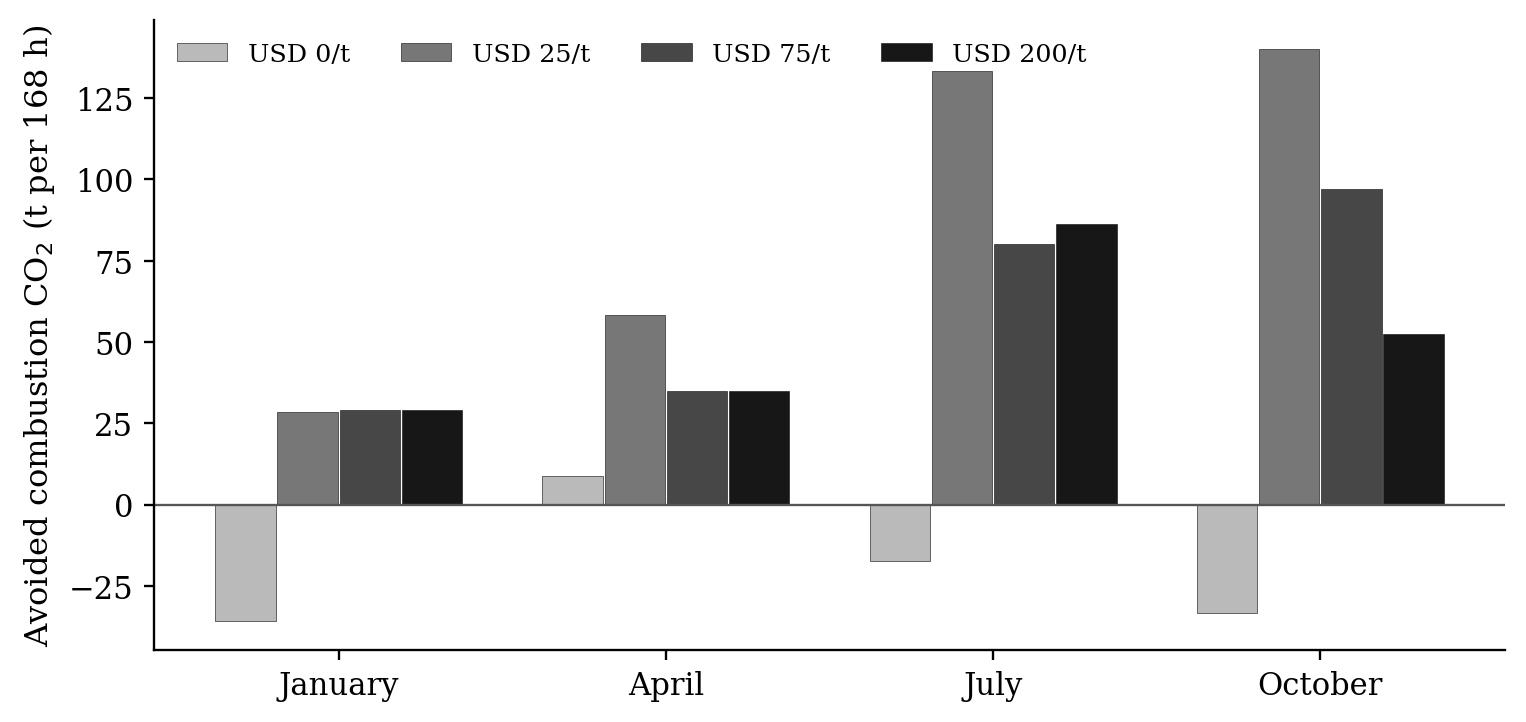 Avoided combustion CO₂ (t per 168 h)
USD 0/t USD 25/t USD 75/t USD 200/t
125
100
75
50
25
0
−25
January April July October